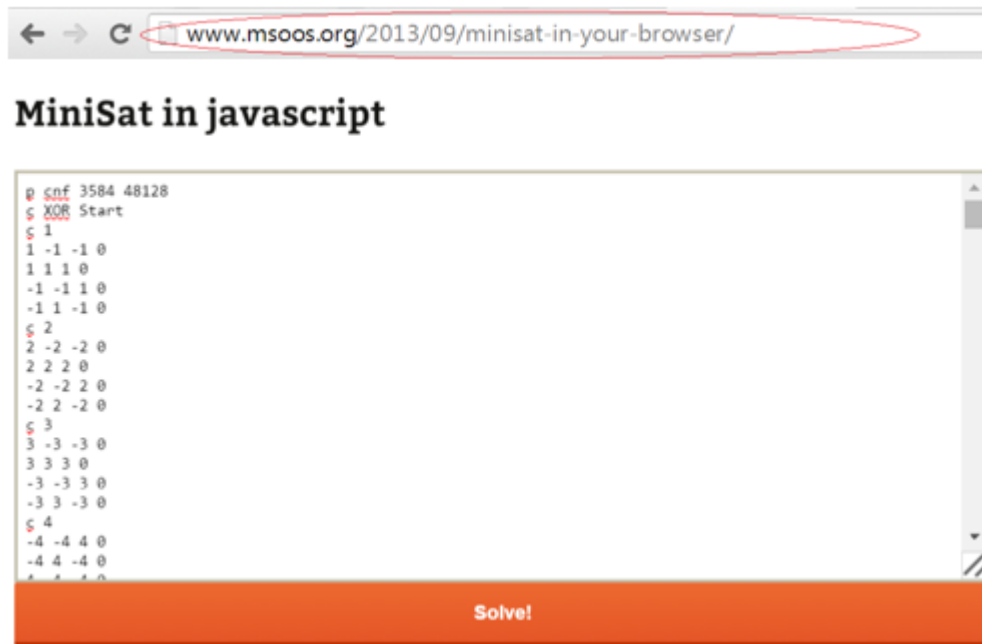 www.msoos.org/2013/09/minisat-in-your-browser/
MiniSat in javascript
p cnf 3584 48128
c XOR Start
c 1
1 -1 -1 0
1 1 1 0
-1 -1 1 0
-1 1 -1 0
c 2
2 -2 -2 0
2 2 2 0
-2 -2 2 0
-2 2 -2 0
c 3
3 -3 -3 0
3 3 3 0
-3 -3 3 0
-3 3 -3 0
c 4
-4 -4 4 0
-4 4 -4 0
Solve!